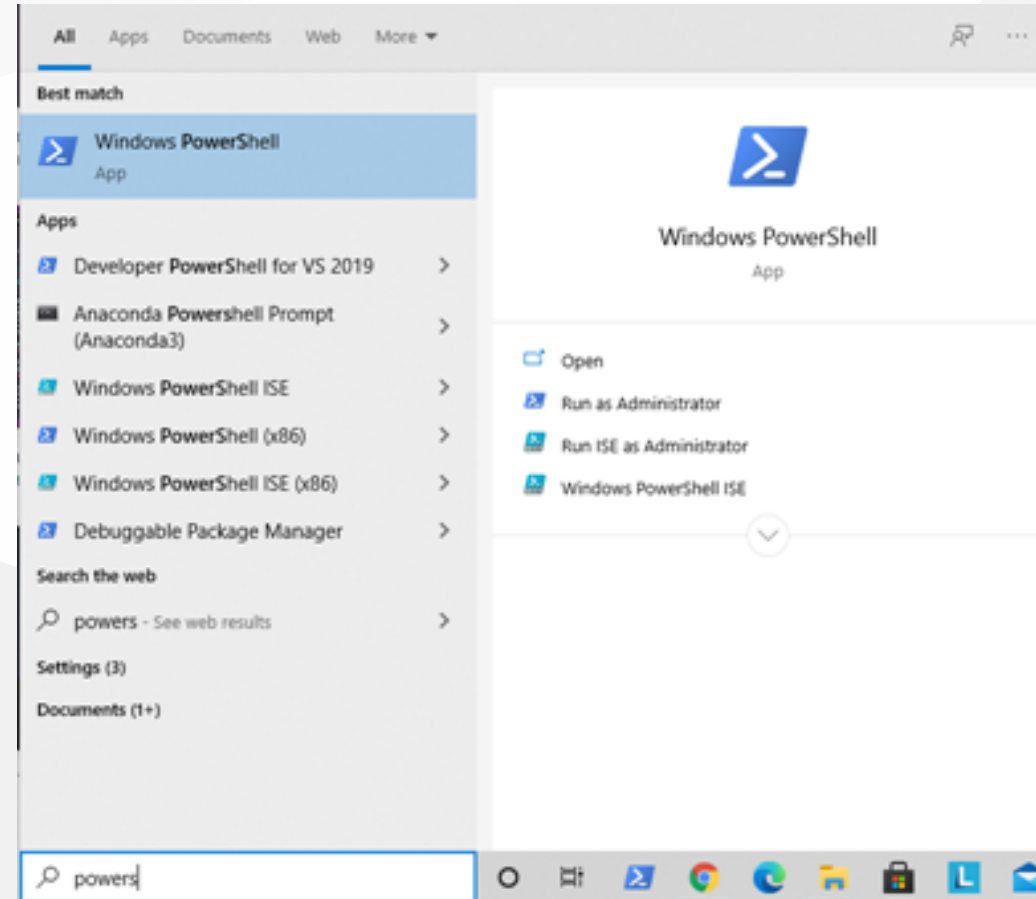 All Apps Documents Web More
Best match
Windows PowerShell
App
Apps
Developer PowerShell for VS 2019
Anaconda Powershell Prompt
(Anaconda3)
Windows PowerShell ISE
Windows PowerShell (x86)
Windows PowerShell ISE (x86)
Debuggable Package Manager
Search the web
powers - See web results
Settings (3)
Documents (1+)
powers
Windows PowerShell
App
Open
Run as Administrator
Run ISE as Administrator
Windows PowerShell ISE
L